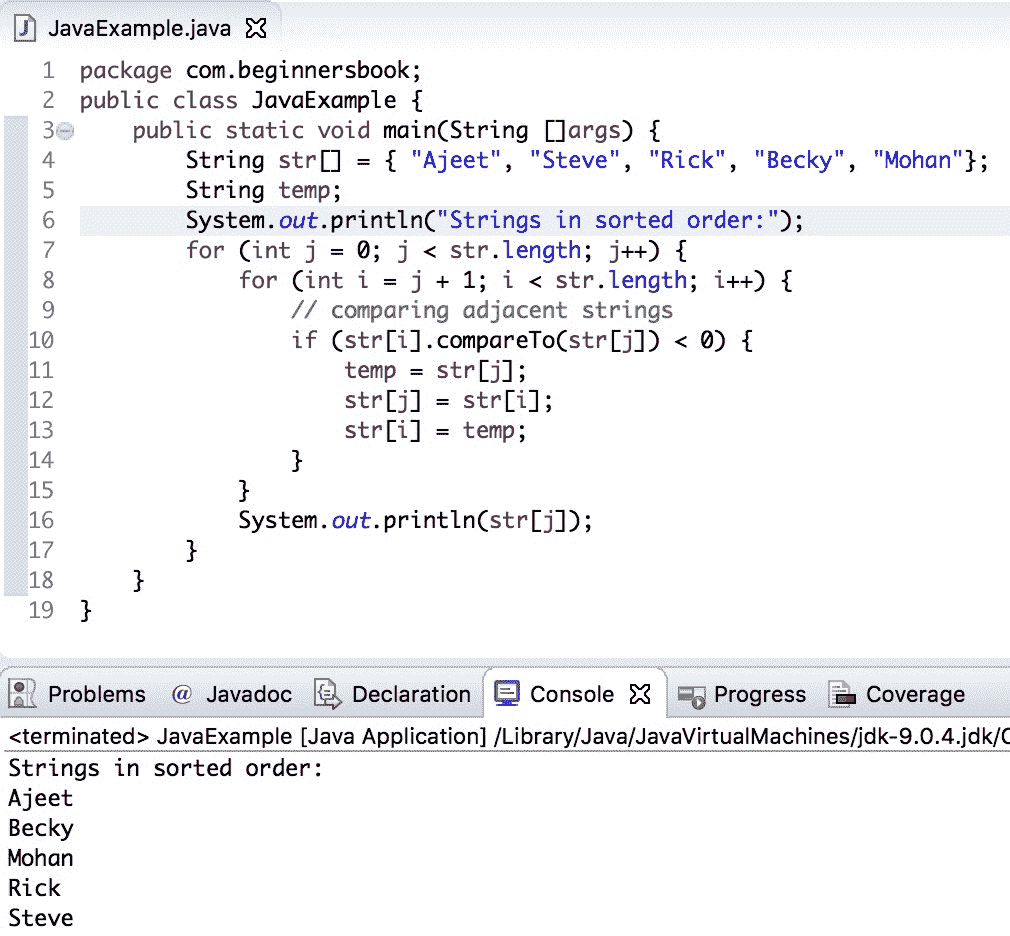 JavaExample.java
1 package com.beginnersbook;
2 public class JavaExample {
3 public static void main(String []args) {
4 String str[] = { "Ajeet", "Steve", "Rick", "Becky", "Mohan"};
5 String temp;
6 System.out.println("Strings in sorted order:");
7 for (int j = 0; j < str.length; j++) {
8 for (int i = j + 1; i < str.length; i++) {
9 // comparing adjacent strings
10 if (str[i].compareTo(str[j]) < 0) {
11 temp = str[j];
12 str[j] = str[i];
13 str[i] = temp;
14 }
15 }
16 System.out.println(str[j]);
17 }
18 }
19 }
Problems @ Javadoc Declaration Console Progress Coverage
<terminated> JavaExample [Java Application] /Library/Java/JavaVirtualMachines/jdk-9.0.4.jdk/C
Strings in sorted order:
Ajeet
Becky
Mohan
Rick
Steve